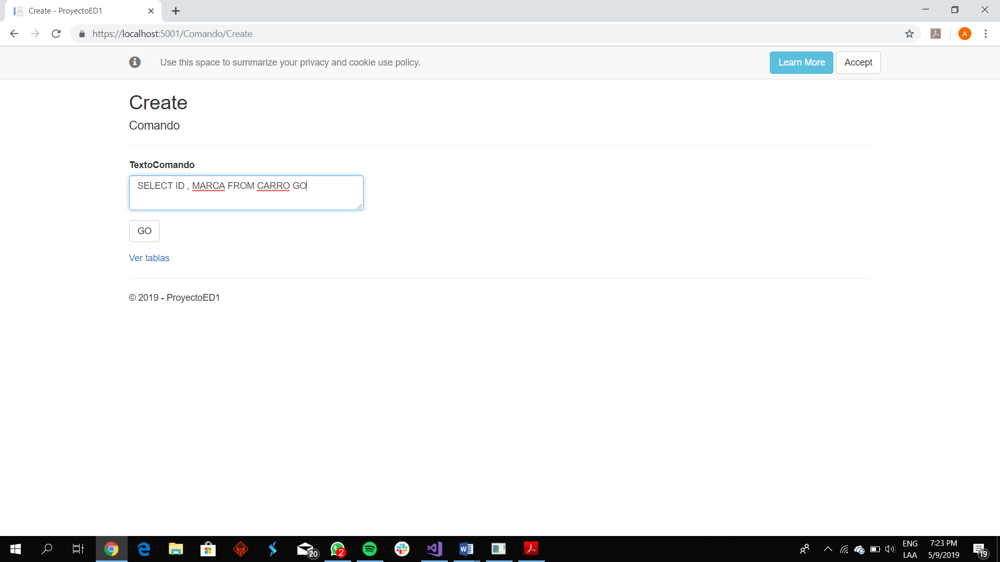 Create - ProyectoED1
https://localhost:5001/Comando/Create
A
Use this space to summarize your privacy and cookie use policy.
Learn More
Accept
Create
Comando
TextoComando
SELECT ID , MARCA FROM CARRO GO
GO
Ver tablas
© 2019 - ProyectoED1
20
2
ENG
LAA
7:23 PM
5/9/2019
19